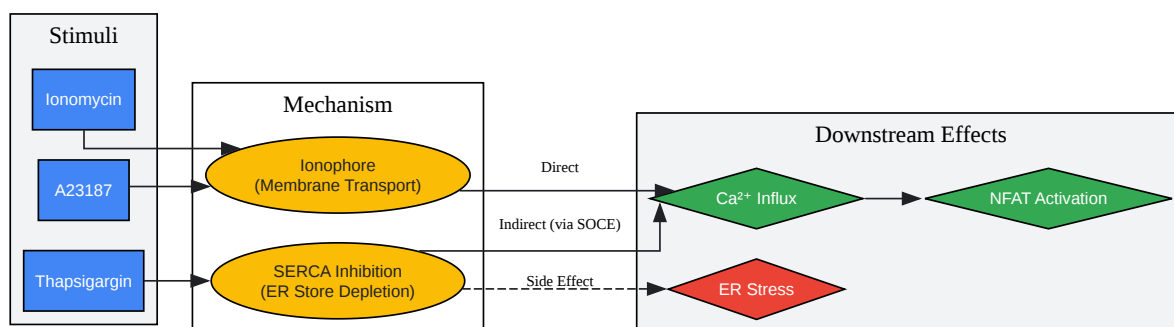 Stimuli
Ionomycin
A23187
Thapsigargin
Mechanism
Ionophore
(Membrane Transport)
SERCA Inhibition
(ER Store Depletion)
Direct
Indirect (via SOCE)
Side Effect
Downstream Effects
Ca²⁺ Influx
NFAT Activation
ER Stress